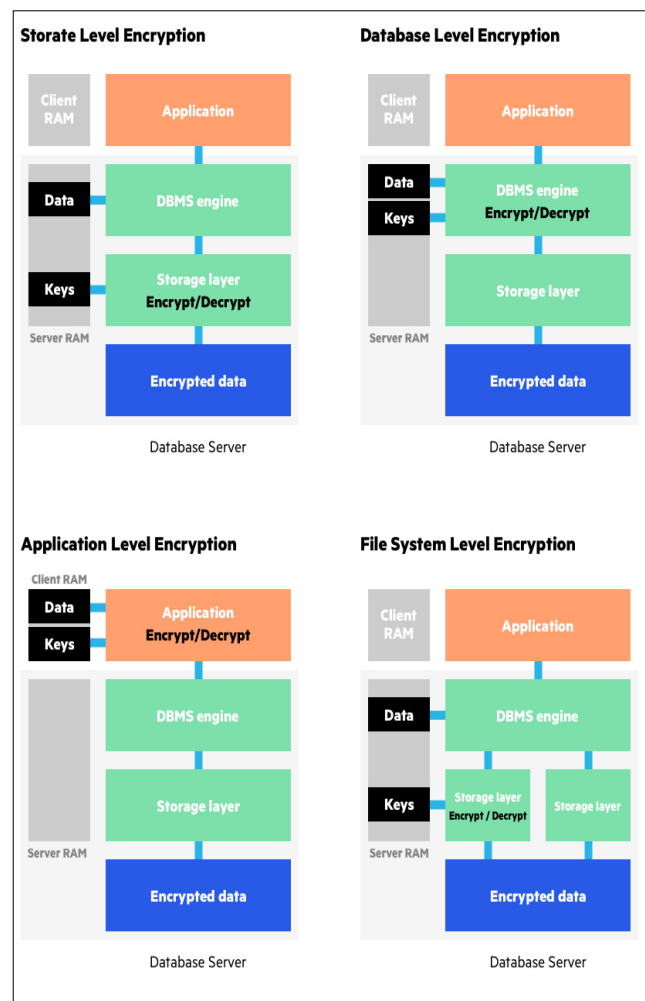 Storate Level Encryption
Client
RAM
Application
Data
DBMS engine
Keys
Storage layer
Encrypt/Decrypt
Server RAM
Encrypted data
Database Server
Database Level Encryption
Client
RAM
Application
Data
Keys
DBMS engine
Encrypt/Decrypt
Storage layer
Server RAM
Encrypted data
Database Server
Application Level Encryption
Client RAM
Data
Keys
Application
Encrypt/Decrypt
DBMS engine
Storage layer
Server RAM
Encrypted data
Database Server
File System Level Encryption
Client
RAM
Application
Data
DBMS engine
Keys
Storage layer
Encrypt / Decrypt
Storage layer
Server RAM
Encrypted data
Database Server